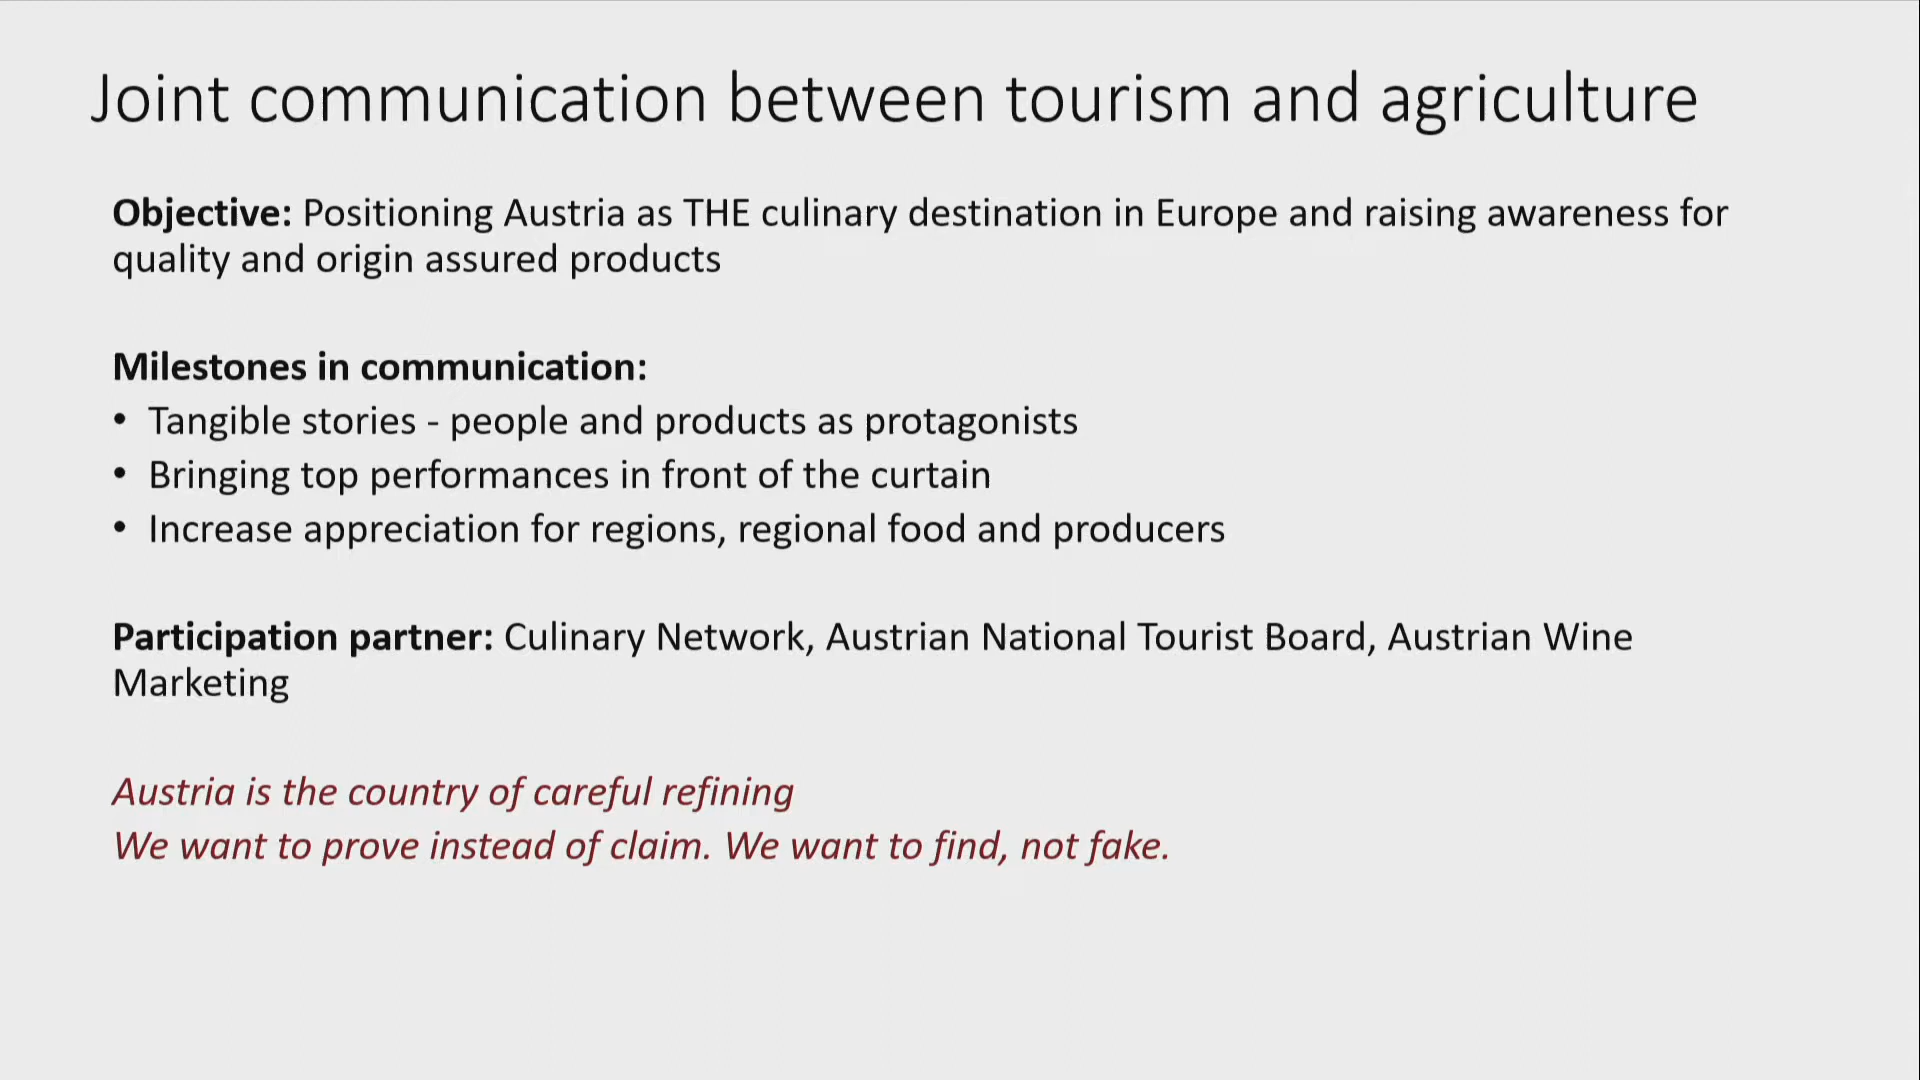 Joint communication between tourism and agriculture
Objective: Positioning Austria as THE culinary destination in Europe and raising awareness for
quality and origin assured products
Milestones in communication:
• Tangible stories - people and products as protagonists
• Bringing top performances in front of the curtain
• Increase appreciation for regions, regional food and producers
Participation partner: Culinary Network, Austrian National Tourist Board, Austrian Wine
Marketing
Austria is the country of careful refining
We want to prove instead of claim. We want to find, not fake.